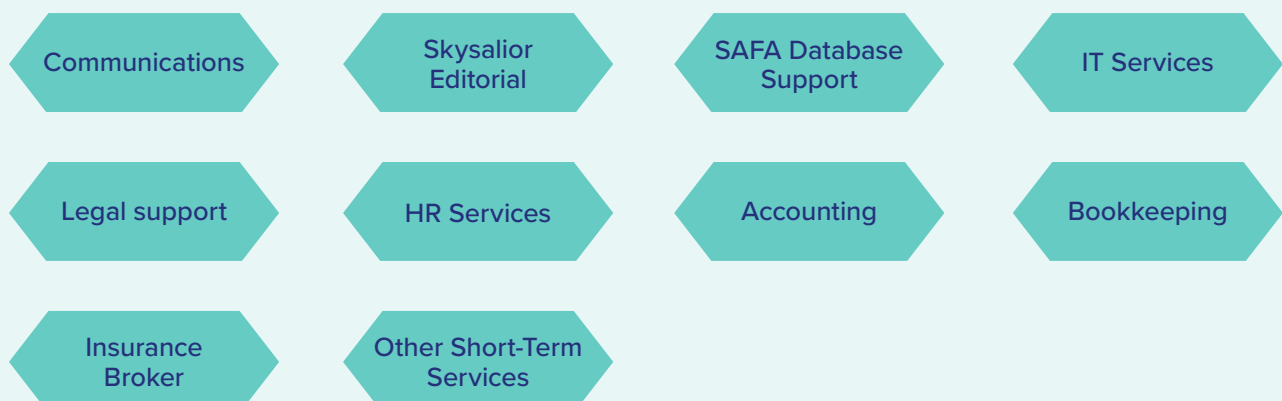 Communications
Skysalior
Editorial
SAFA Database
Support
IT Services
Legal support
HR Services
Accounting
Bookkeeping
Insurance
Broker
Other Short-Term
Services